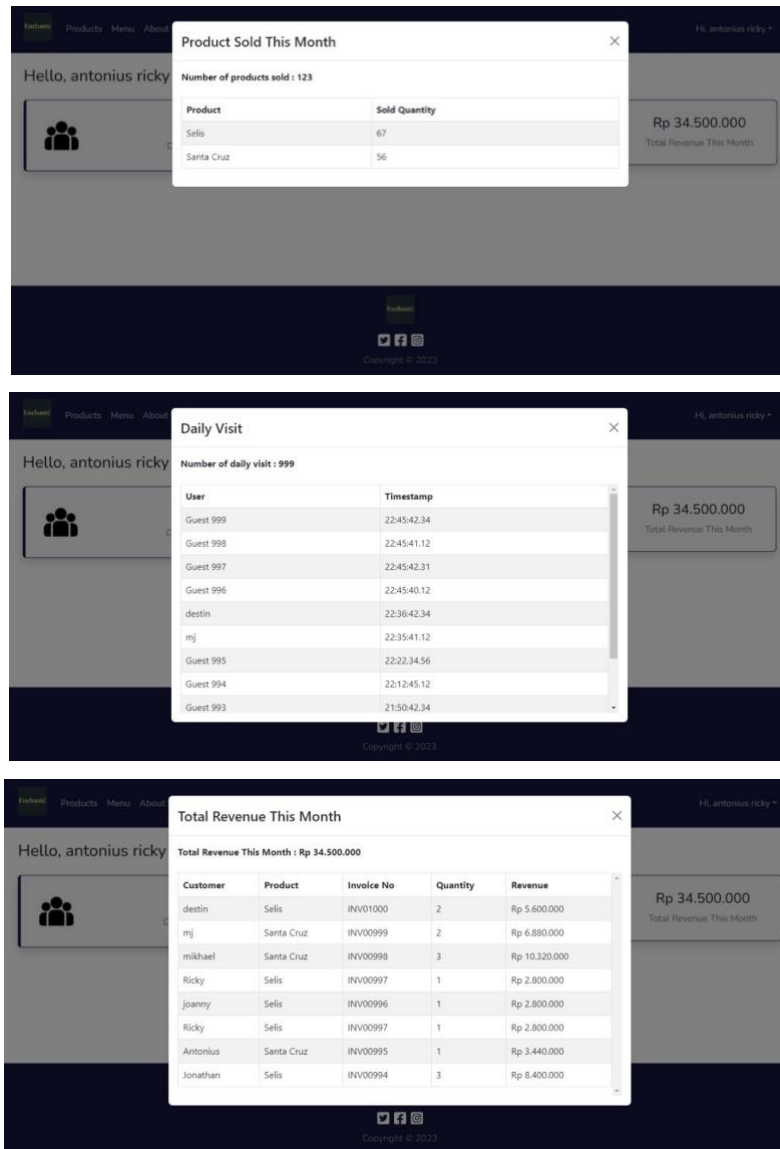 Enchanté Products Menu About
Hi, antonius ricky
Product Sold This Month ×
Hello, antonius ricky
Number of products sold : 123
Product Sold Quantity
Selis 67
Santa Cruz 56
Rp 34.500.000
Total Revenue This Month
D
Copyright © 2023
Products Menu About
Hi, antonius ricky
Daily Visit ×
Hello, antonius ricky
Number of daily visit : 999
User Timestamp
Guest 999 22:45:42.34
Guest 998 22:45:41.12
Guest 997 22:45:42.31
Guest 996 22:45:40.12
destin 22:36:42.34
mj 22:35:41.12
Guest 995 22:22.34.56
Guest 994 22:12:45.12
Guest 993 21:50:42.34
Rp 34.500.000
Total Revenue This Month
Copyright © 2023
Products Menu About
Hi, antonius ricky
Total Revenue This Month ×
Hello, antonius ricky
Total Revenue This Month : Rp 34.500.000
Customer Product Invoice No Quantity Revenue
destin Selis INV01000 2 Rp 5.600.000
mj Santa Cruz INV00999 2 Rp 6.880.000
mikhael Santa Cruz INV00998 3 Rp 10.320.000
Ricky Selis INV00997 1 Rp 2.800.000
joanny Selis INV00996 1 Rp 2.800.000
Ricky Selis INV00997 1 Rp 2.800.000
Antonius Santa Cruz INV00995 1 Rp 3.440.000
Jonathan Selis INV00994 3 Rp 8.400.000
Rp 34.500.000
Total Revenue This Month
Copyright © 2023